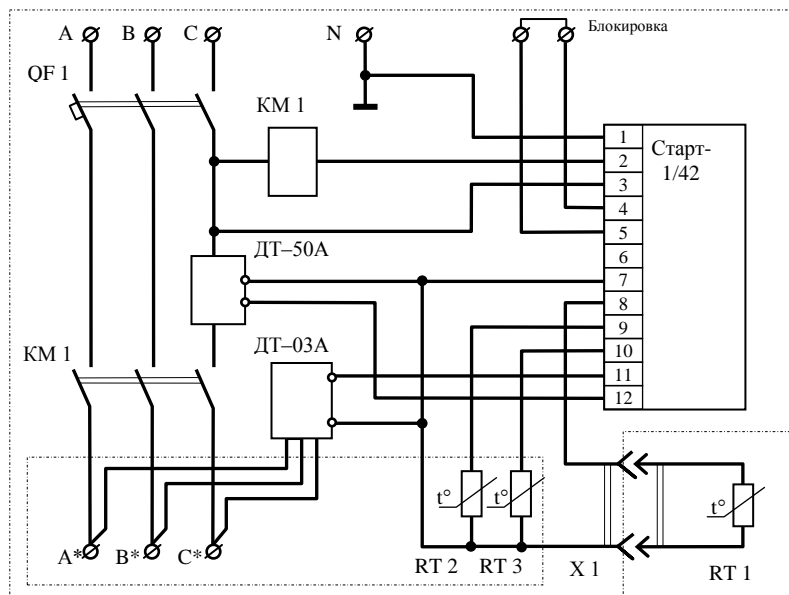 A
B
C
N
Блокировка
QF 1
КМ 1
Старт-
1/42
1
2
3
4
5
6
7
8
9
10
11
12
ДТ–50А
ДТ–03А
КМ 1
t°
t°
t°
A*
B*
C*
RT 2
RT 3
X 1
RT 1